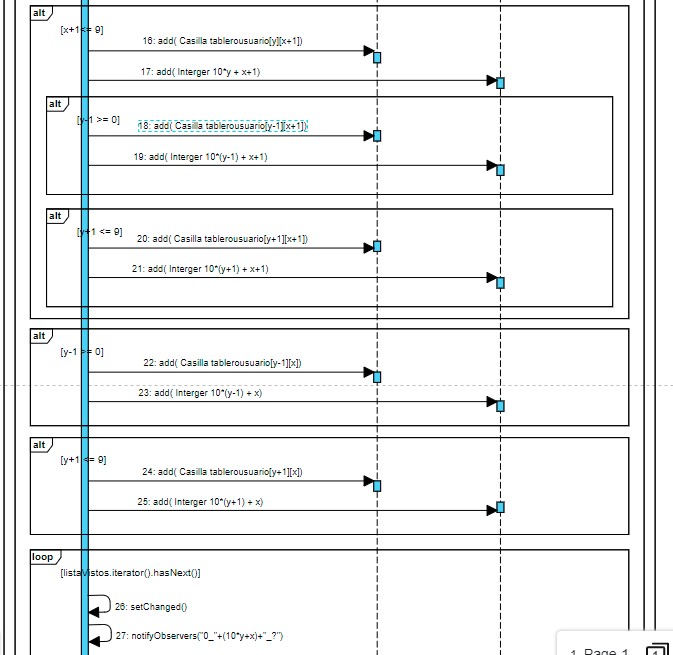 alt
[x+1<= 9]
16: add( Casilla tablerousuario[y][x+1])
17: add( Interger 10*y + x+1)
alt
[y-1 >= 0]
18: add( Casilla tablerousuario[y-1][x+1])
19: add( Interger 10*(y-1) + x+1)
alt
[y+1 <= 9]
20: add( Casilla tablerousuario[y+1][x+1])
21: add( Interger 10*(y+1) + x+1)
alt
[y-1 >= 0]
22: add( Casilla tablerousuario[y-1][x])
23: add( Interger 10*(y-1) + x)
alt
[y+1 <= 9]
24: add( Casilla tablerousuario[y+1][x])
25: add( Interger 10*(y+1) + x)
loop
[listaVistos.iterator().hasNext()]
26: setChanged()
27: notifyObservers("0_"+(10*y+x)+"_?")
1. Page 1